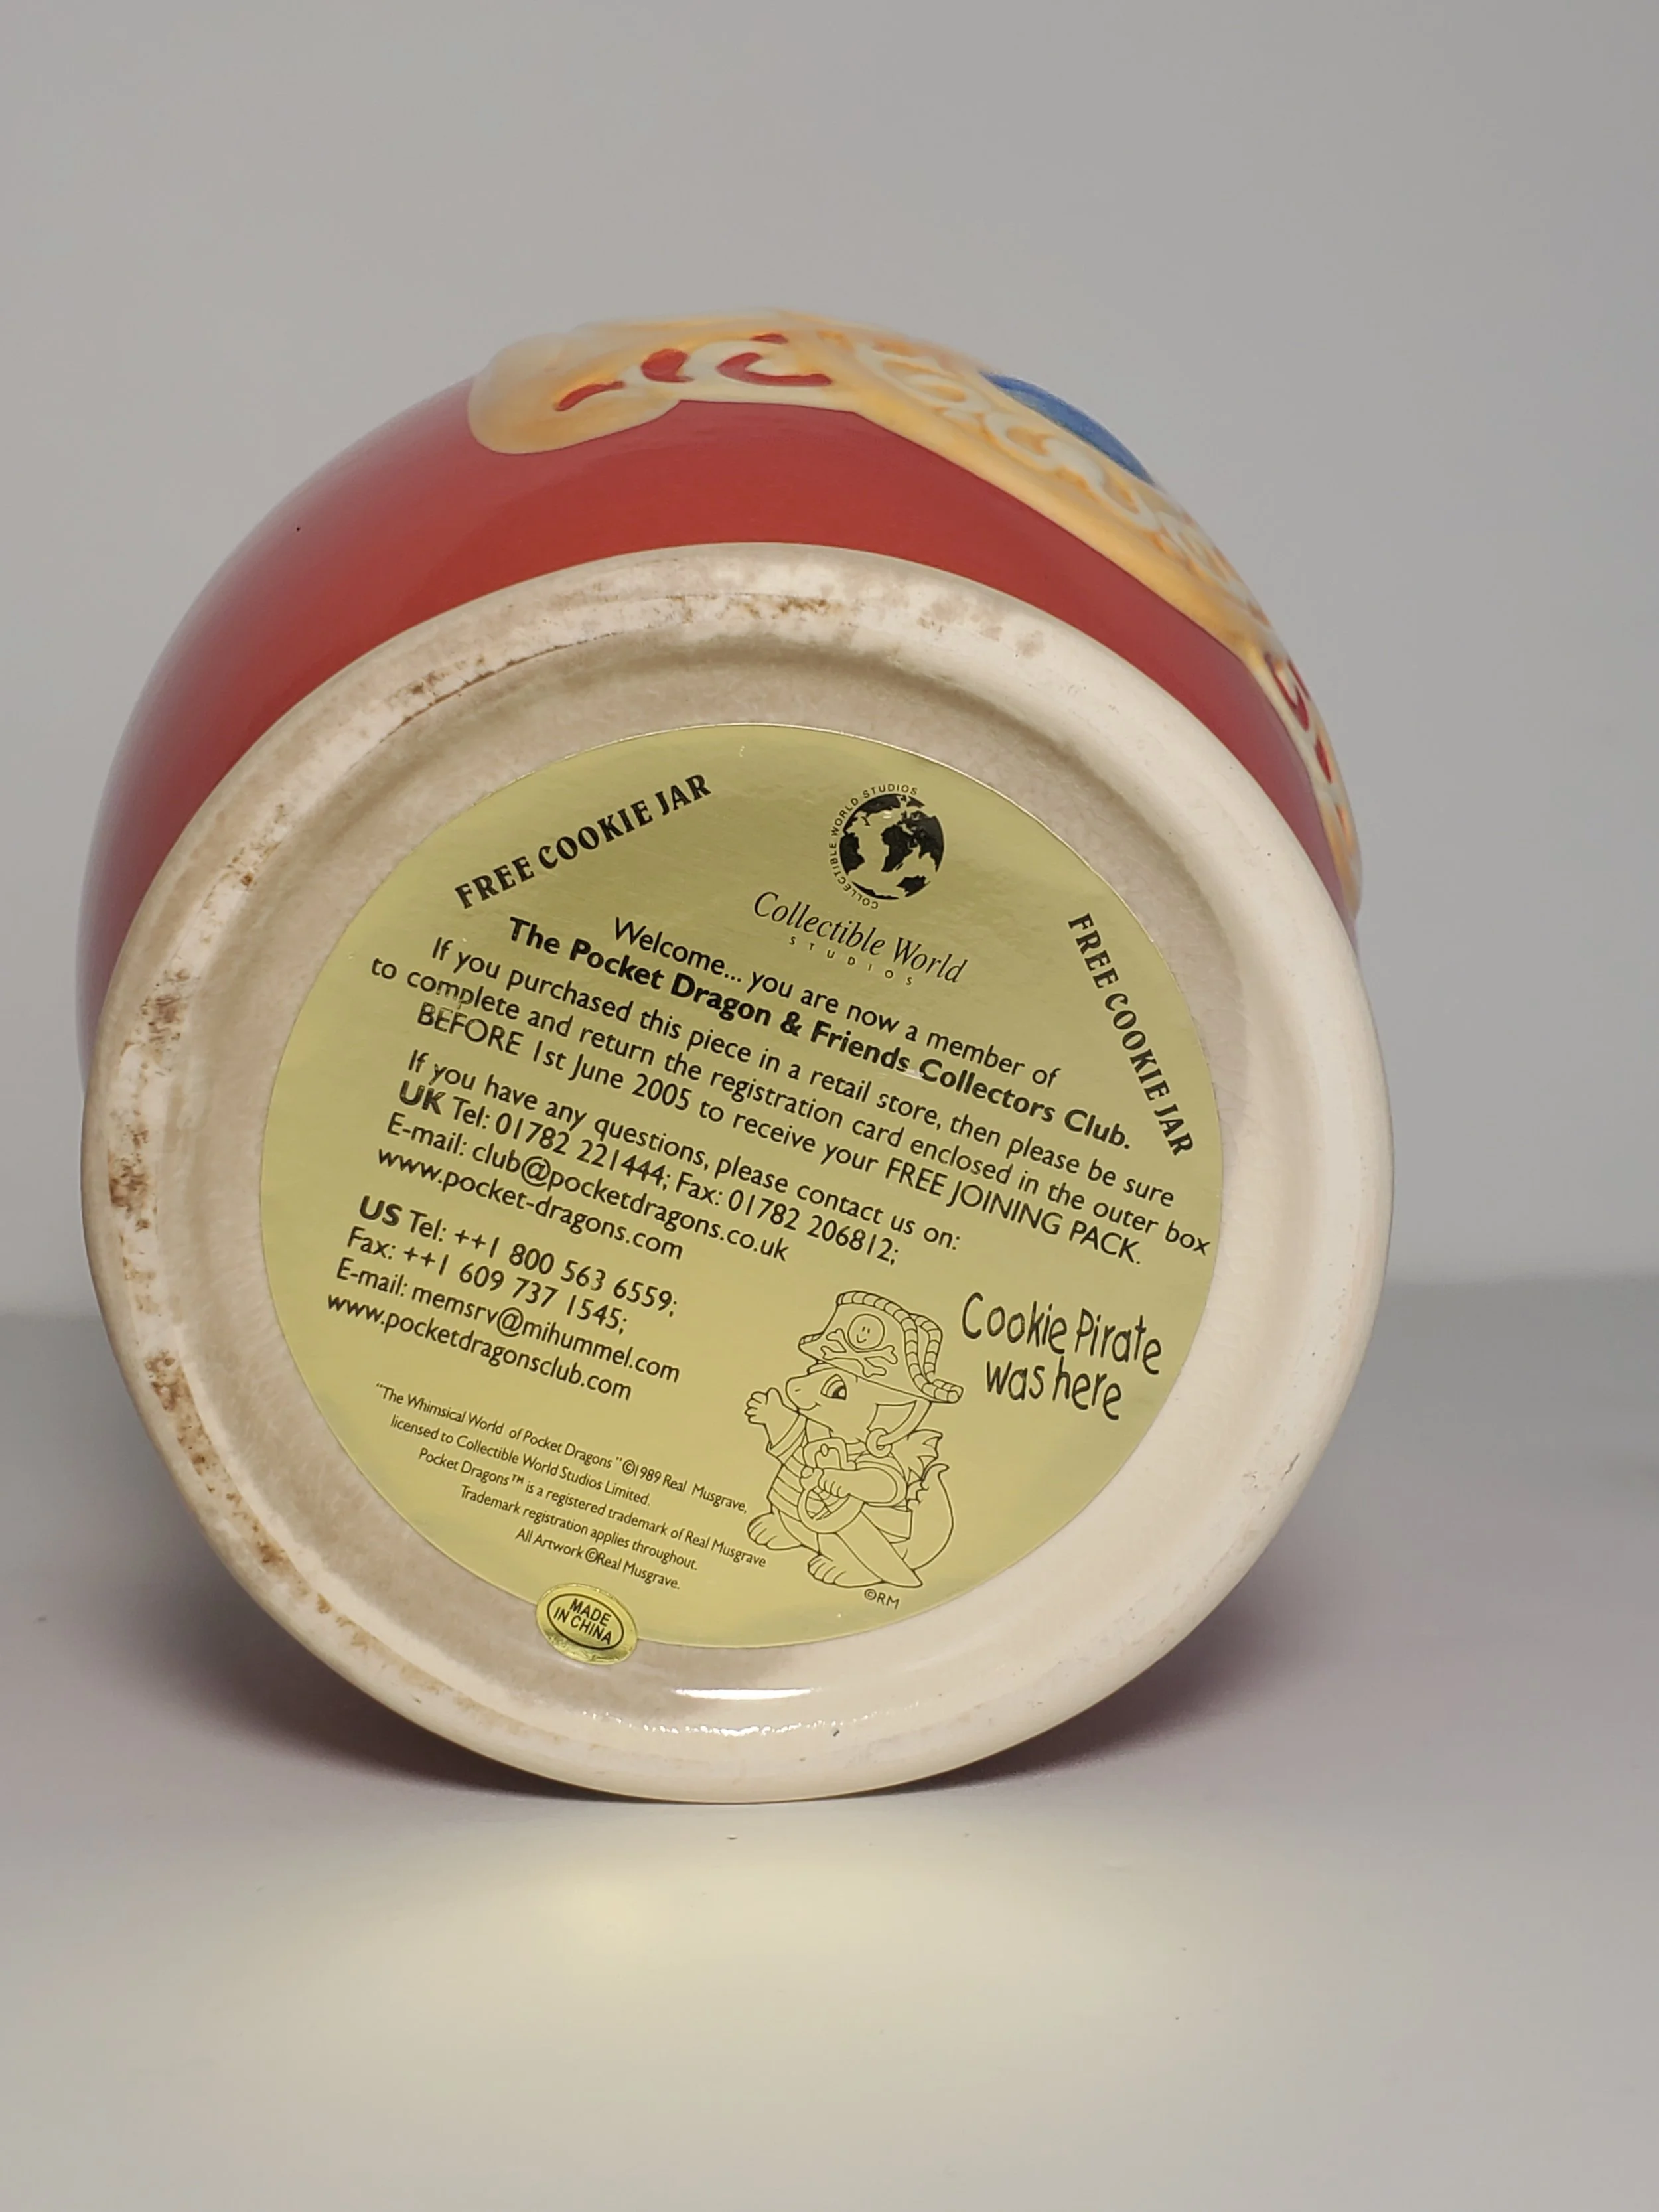 FREE COOKIE JAR
COLLECTIBLE WORLD STUDIOS
Collectible World
STUDIOS
FREE COOKIE JAR
Welcome... you are now a member of
The Pocket Dragon & Friends Collectors Club.
If you purchased this piece in a retail store, then please be sure
to complete and return the registration card enclosed in the outer box
BEFORE 1st June 2005 to receive your FREE JOINING PACK.
If you have any questions, please contact us on:
UK Tel: 01782 221444; Fax: 01782 206812;
E-mail: club@pocketdragons.co.uk
www.pocket-dragons.com
US Tel: ++1 800 563 6559;
Fax: ++1 609 737 1545;
E-mail: memsrv@mihummel.com
www.pocketdragonsclub.com
Cookie Pirate
was here
"The Whimsical World of Pocket Dragons" ©1989 Real Musgrave,
licensed to Collectible World Studios Limited.
Pocket Dragons™ is a registered trademark of Real Musgrave
Trademark registration applies throughout.
All Artwork ©Real Musgrave.
©RM
MADE
IN CHINA